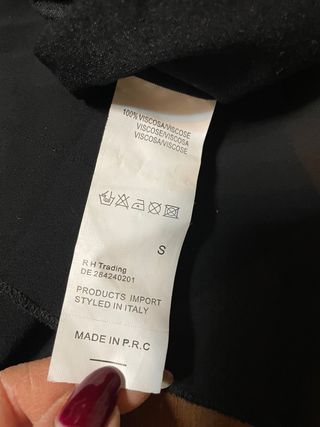 100% VISCOSA/VISCOSE
VISCOSE/VISCOSA
VISCOSA/VISCOSE
S
R H Trading
DE 284240201
PRODUCTS IMPORT
STYLED IN ITALY
MADE IN P.R.C